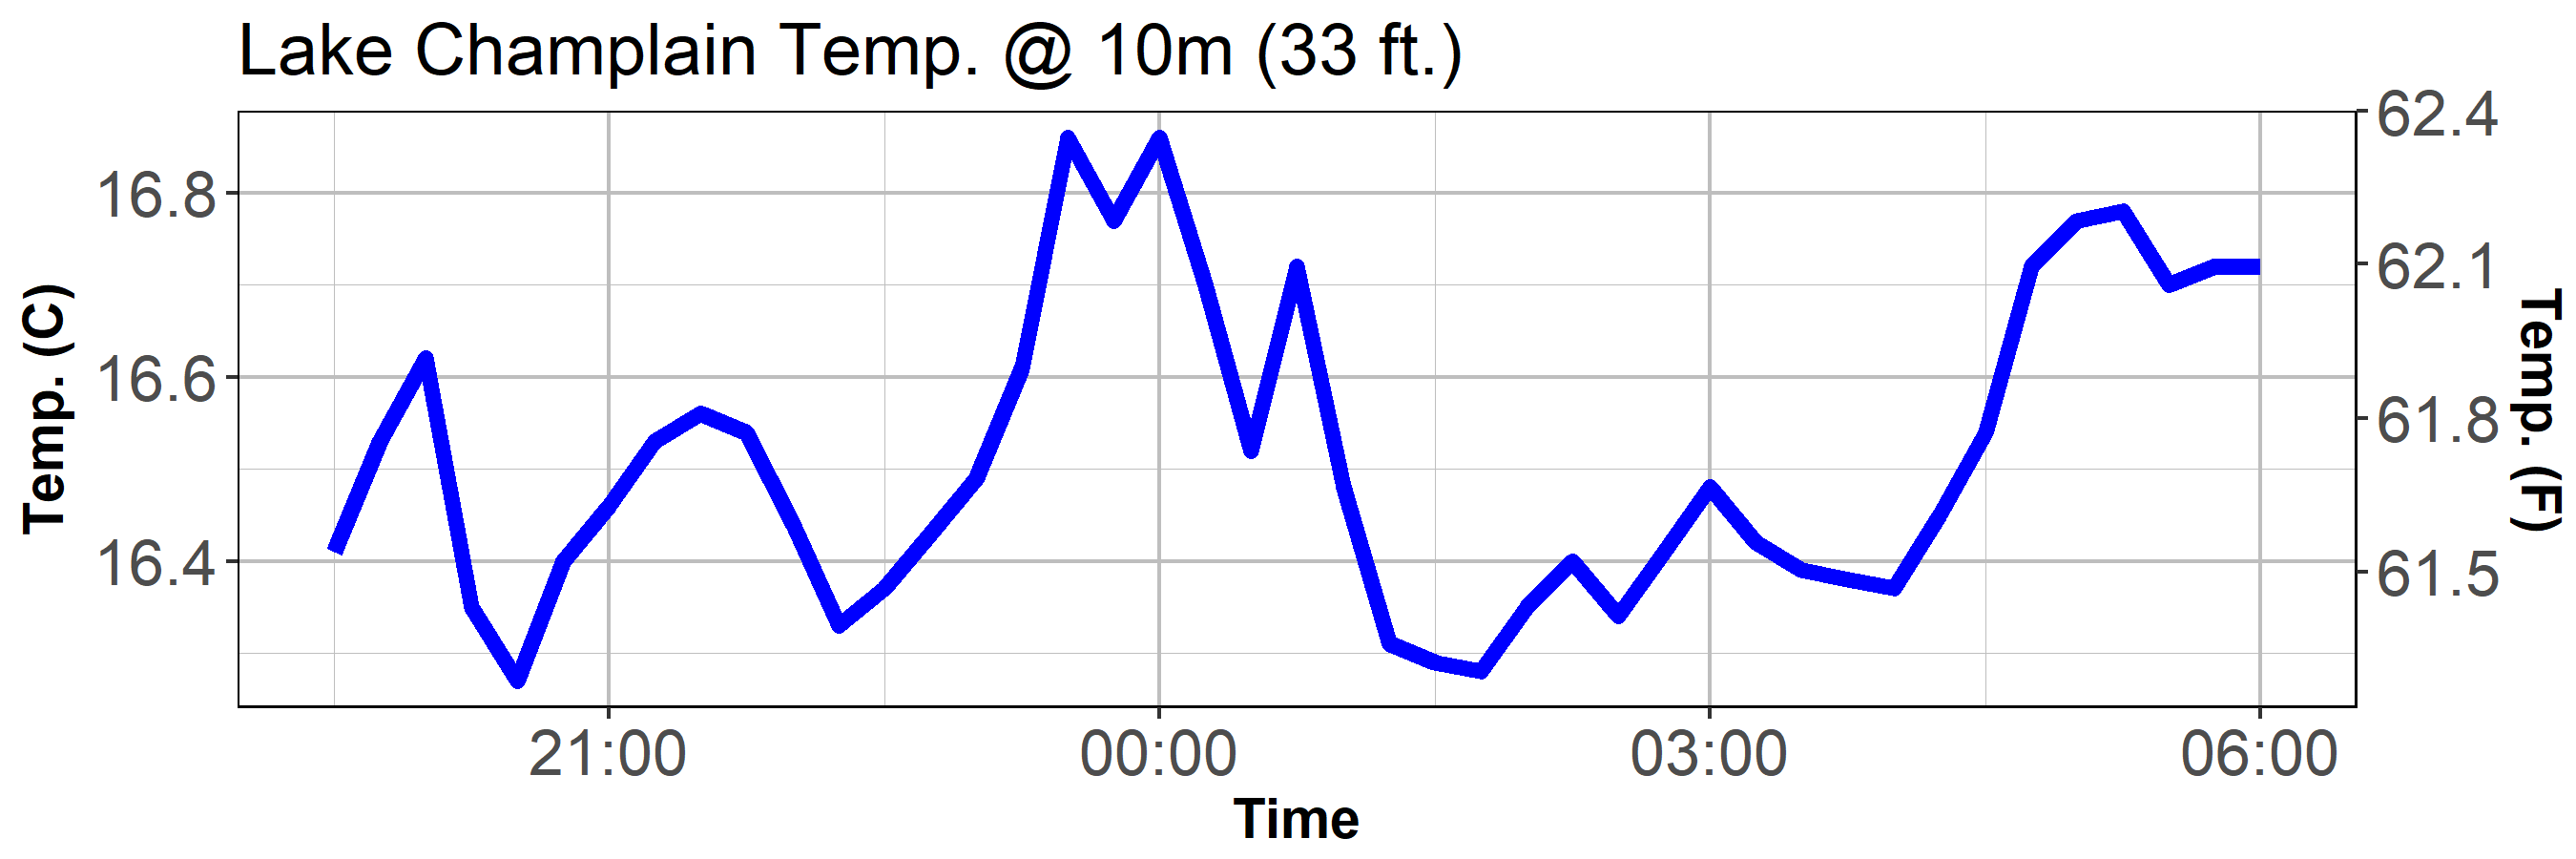 Lake Champlain Temp. @ 10m (33 ft.)
Temp. (C)
16.8
16.6
16.4
62.4
62.1
61.8
61.5
Temp. (F)
21:00 00:00 03:00 06:00
Time